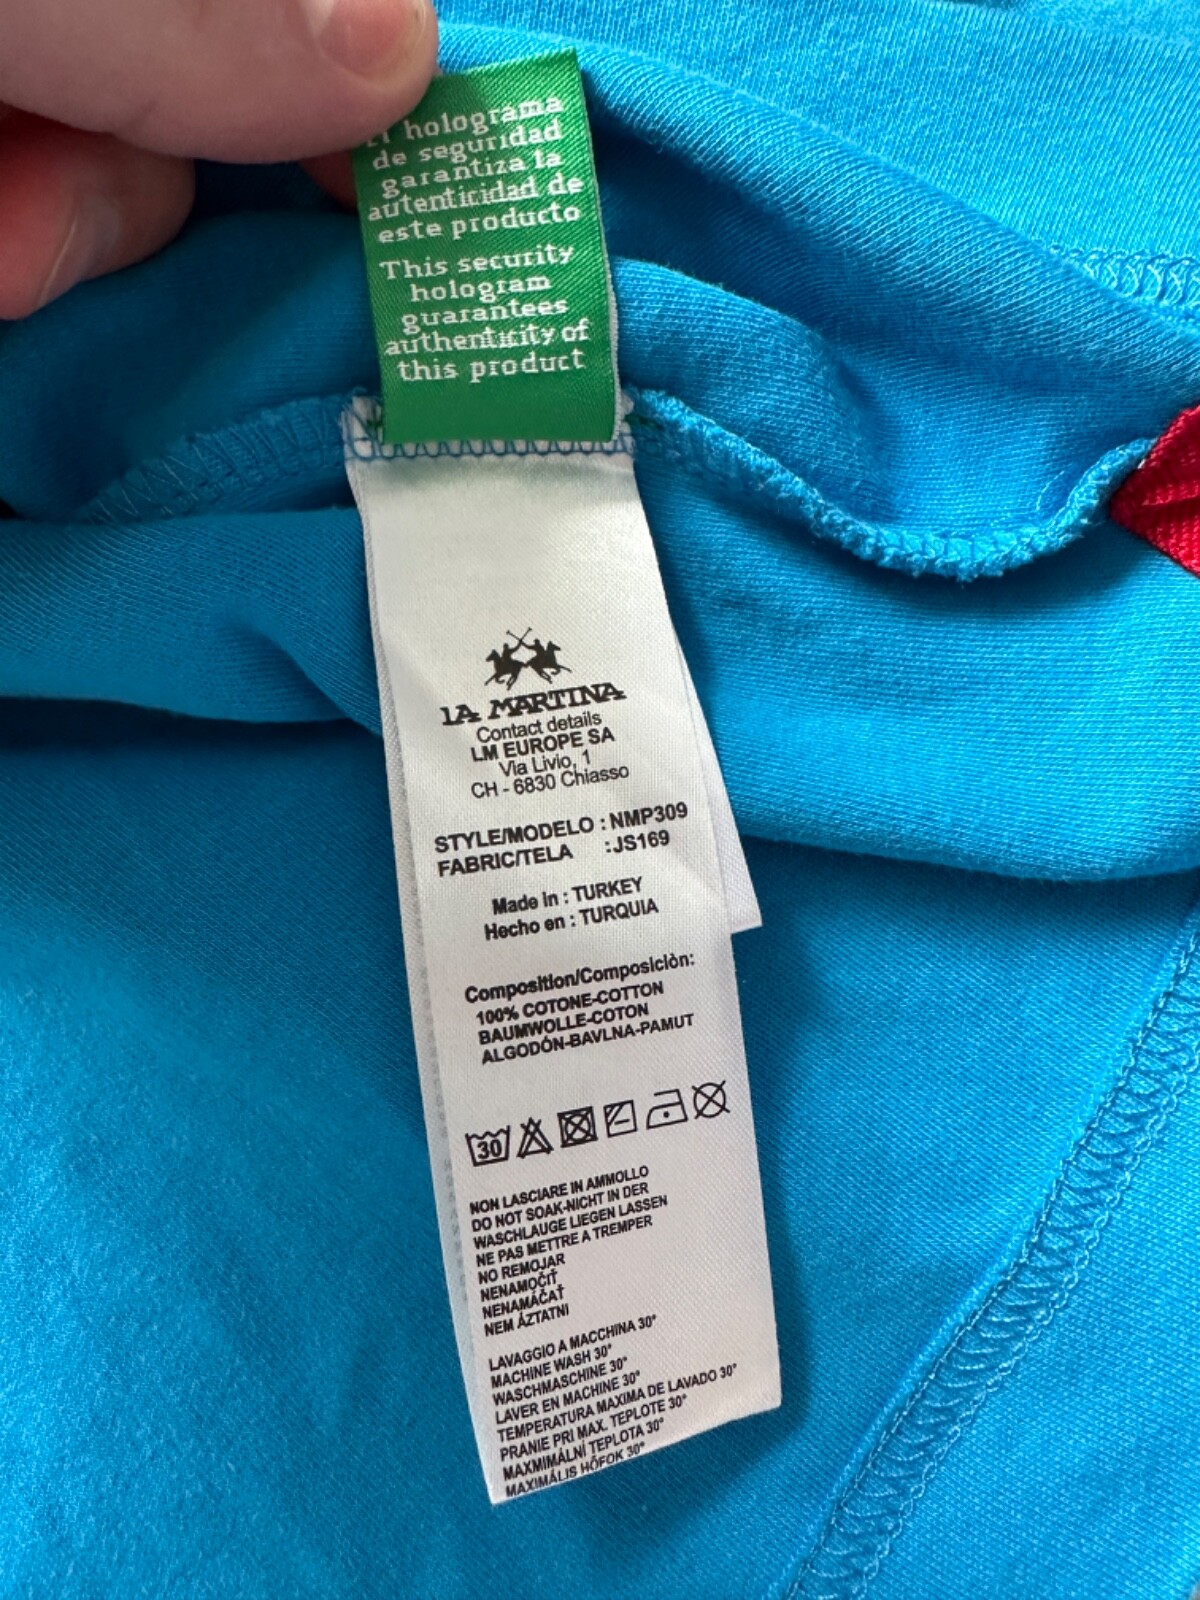 El holograma
de seguridad
garantiza la
autenticidad de
este producto
This security
hologram
guarantees
authenticity of
this product
LA MARTINA
Contact details
LM EUROPE SA
Via Livio, 1
CH - 6830 Chiasso
STYLE/MODELO : NMP309
FABRIC/TELA : JS169
Made in : TURKEY
Hecho en : TURQUIA
Composition/Composiciòn:
100% COTONE-COTTON
BAUMWOLLE-COTON
ALGODÓN-BAVLNA-PAMUT
30
NON LASCIARE IN AMMOLLO
DO NOT SOAK-NICHT IN DER
WASCHLAUGE LIEGEN LASSEN
NE PAS METTRE A TREMPER
NO REMOJAR
NENAMOČIŤ
NENAMÁČAŤ
NEM ÁZTATNI
LAVAGGIO A MACCHINA 30°
MACHINE WASH 30°
WASCHMASCHINE 30°
LAVER EN MACHINE 30°
TEMPERATURA MAXIMA DE LAVADO 30°
PRANIE PRI MAX. TEPLOTE 30°
MAXMIMÁLNÍ TEPLOTA 30°
MAXIMÁLIS HŐFOK 30°